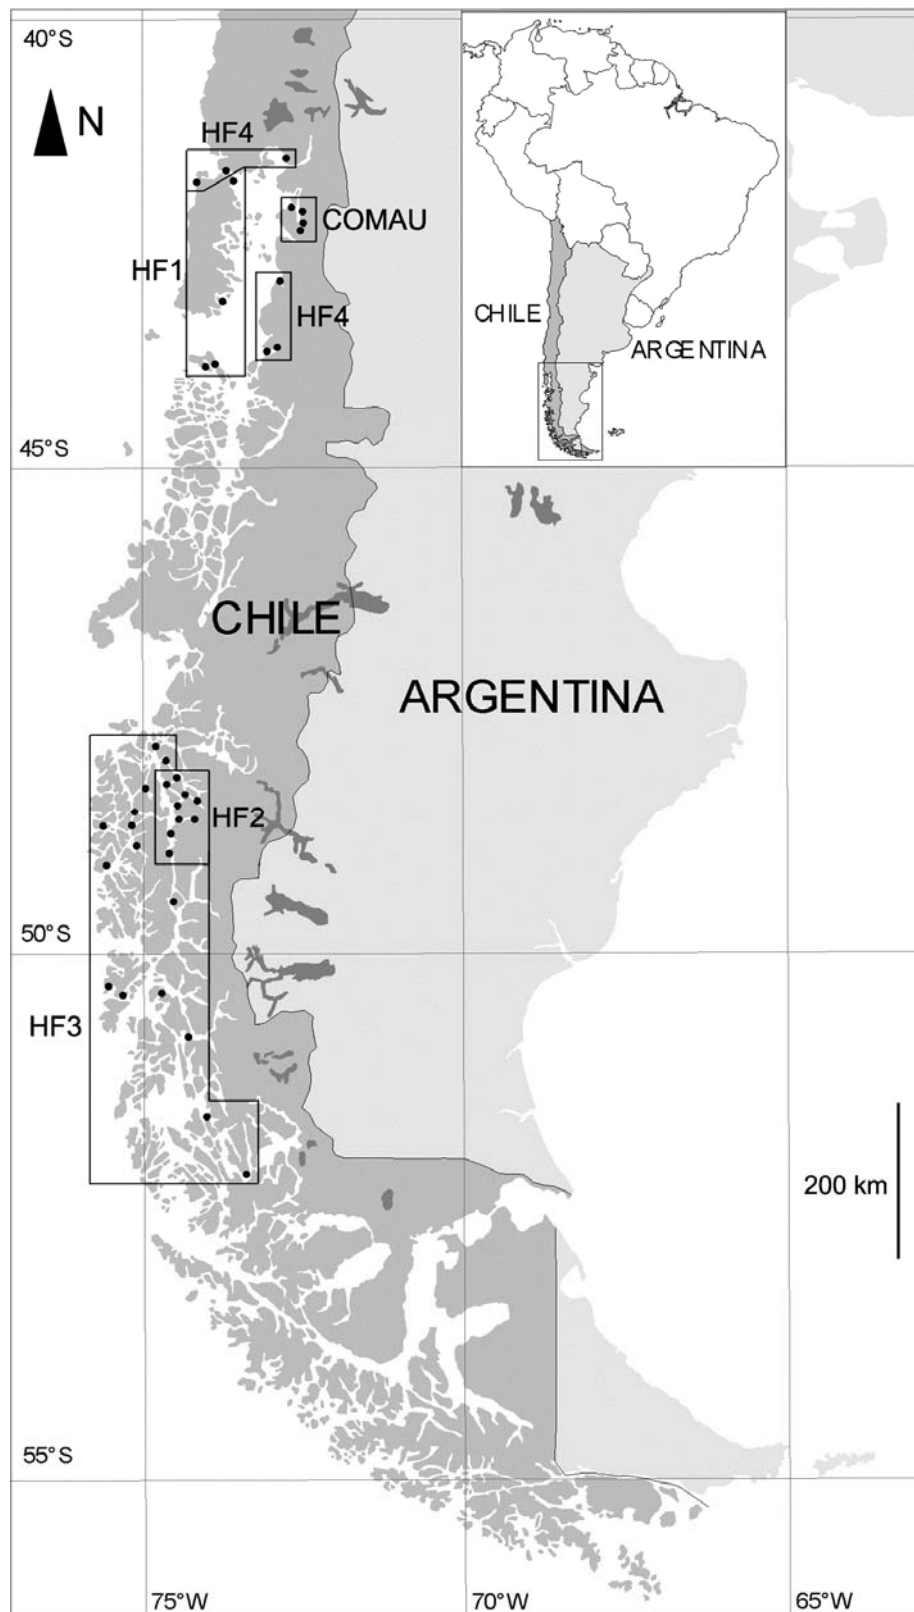 40°S
N
HF4
COMAU
HF1
HF4
CHILE
ARGENTINA
45°S
CHILE
ARGENTINA
HF2
50°S
HF3
200 km
55°S
75°W
70°W
65°W